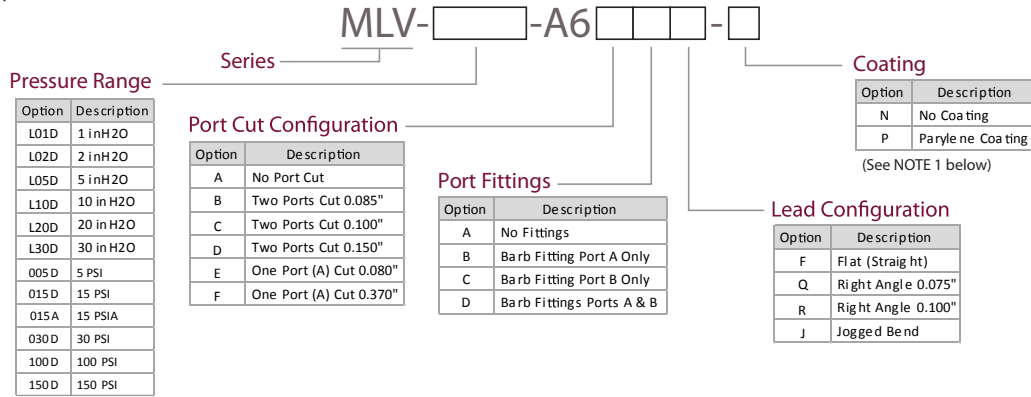 MLV- -A6 -
Series
Pressure Range
Option Description
L01D 1 inH2O
L02D 2 inH2O
L05D 5 inH2O
L10D 10 inH2O
L20D 20 inH2O
L30D 30 inH2O
005D 5 PSI
015D 15 PSI
015A 15 PSIA
030D 30 PSI
100D 100 PSI
150D 150 PSI
Port Cut Configuration
Option Description
A No Port Cut
B Two Ports Cut 0.085"
C Two Ports Cut 0.100"
D Two Ports Cut 0.150"
E One Port (A) Cut 0.080"
F One Port (A) Cut 0.370"
Port Fittings
Option Description
A No Fittings
B Barb Fitting Port A Only
C Barb Fitting Port B Only
D Barb Fittings Ports A & B
Lead Configuration
Option Description
F Flat (Straight)
Q Right Angle 0.075"
R Right Angle 0.100"
J Jogged Bend
Coating
Option Description
N No Coating
P Parylene Coating
(See NOTE 1 below)